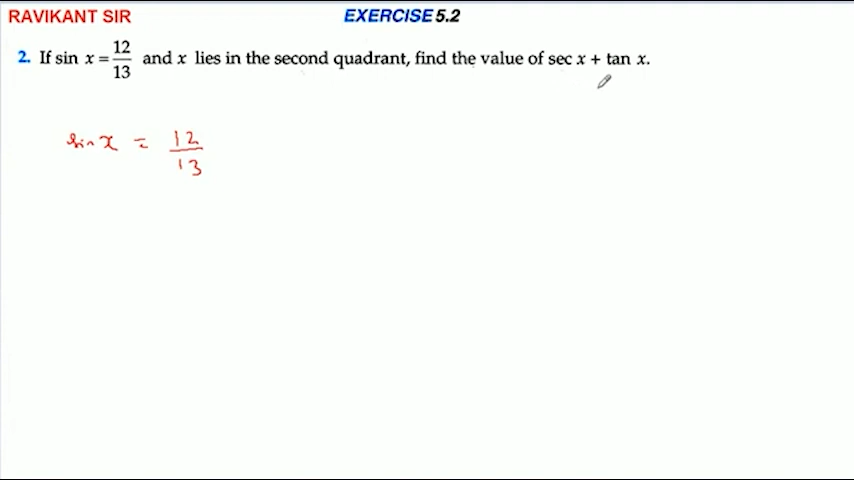 RAVIKANT SIR
EXERCISE 5.2
2. If sin x = 12/13 and x lies in the second quadrant, find the value of sec x + tan x.
sin x = 12/13